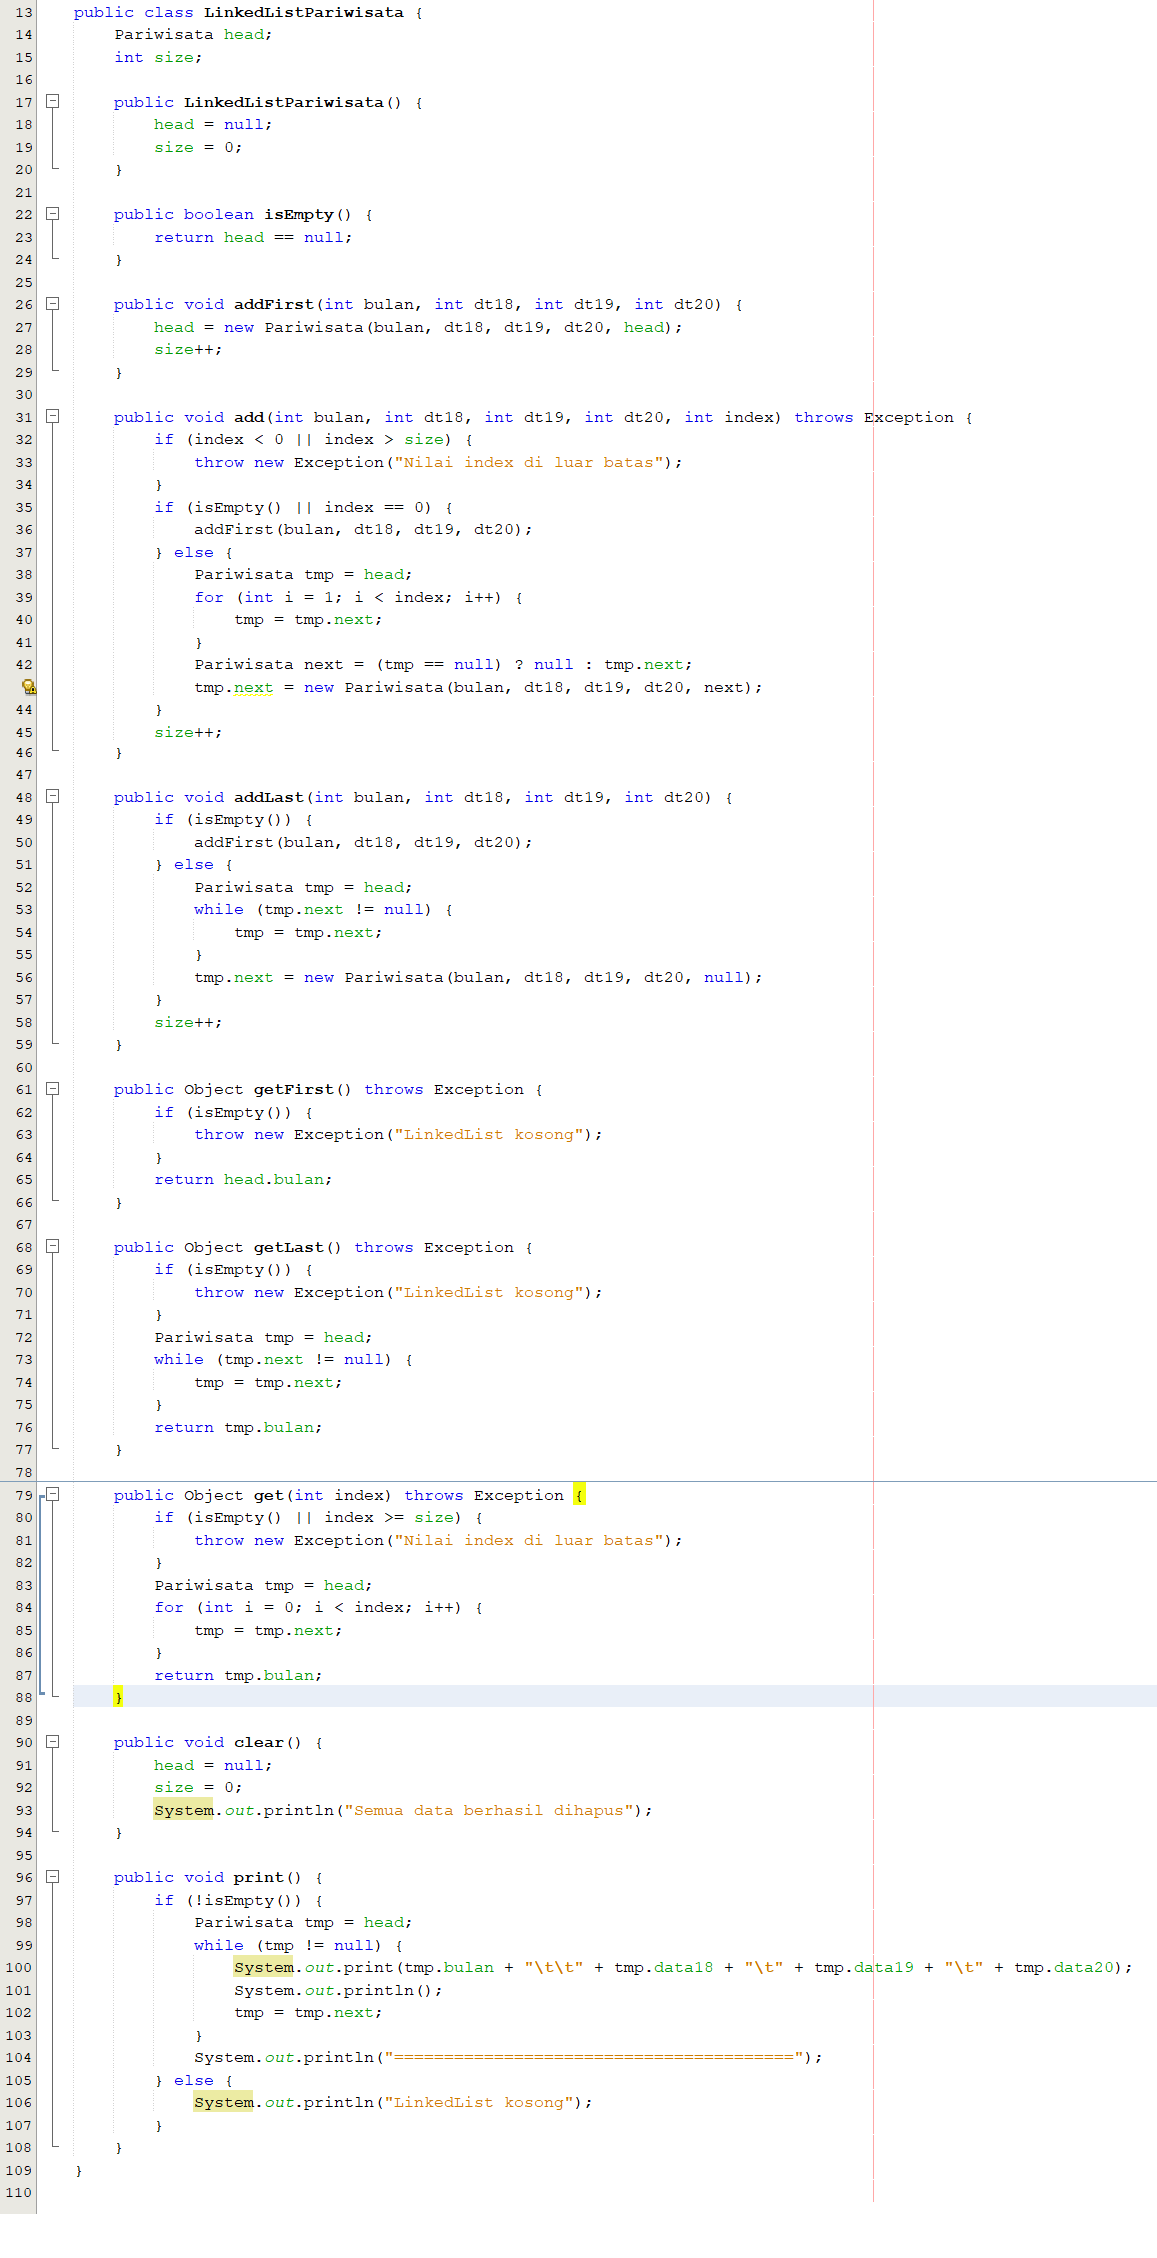 13 public class LinkedListPariwisata {
14     Pariwisata head;
15     int size;
16
17     public LinkedListPariwisata() {
18         head = null;
19         size = 0;
20     }
21
22     public boolean isEmpty() {
23         return head == null;
24     }
25
26     public void addFirst(int bulan, int dt18, int dt19, int dt20) {
27         head = new Pariwisata(bulan, dt18, dt19, dt20, head);
28         size++;
29     }
30
31     public void add(int bulan, int dt18, int dt19, int dt20, int index) throws Exception {
32         if (index < 0 || index > size) {
33             throw new Exception("Nilai index di luar batas");
34         }
35         if (isEmpty() || index == 0) {
36             addFirst(bulan, dt18, dt19, dt20);
37         } else {
38             Pariwisata tmp = head;
39             for (int i = 1; i < index; i++) {
40                 tmp = tmp.next;
41             }
42             Pariwisata next = (tmp == null) ? null : tmp.next;
            tmp.next = new Pariwisata(bulan, dt18, dt19, dt20, next);
44         }
45         size++;
46     }
47
48     public void addLast(int bulan, int dt18, int dt19, int dt20) {
49         if (isEmpty()) {
50             addFirst(bulan, dt18, dt19, dt20);
51         } else {
52             Pariwisata tmp = head;
53             while (tmp.next != null) {
54                 tmp = tmp.next;
55             }
56             tmp.next = new Pariwisata(bulan, dt18, dt19, dt20, null);
57         }
58         size++;
59     }
60
61     public Object getFirst() throws Exception {
62         if (isEmpty()) {
63             throw new Exception("LinkedList kosong");
64         }
65         return head.bulan;
66     }
67
68     public Object getLast() throws Exception {
69         if (isEmpty()) {
70             throw new Exception("LinkedList kosong");
71         }
72         Pariwisata tmp = head;
73         while (tmp.next != null) {
74             tmp = tmp.next;
75         }
76         return tmp.bulan;
77     }
78
79     public Object get(int index) throws Exception {
80         if (isEmpty() || index >= size) {
81             throw new Exception("Nilai index di luar batas");
82         }
83         Pariwisata tmp = head;
84         for (int i = 0; i < index; i++) {
85             tmp = tmp.next;
86         }
87         return tmp.bulan;
88     }
89
90     public void clear() {
91         head = null;
92         size = 0;
93         System.out.println("Semua data berhasil dihapus");
94     }
95
96     public void print() {
97         if (!isEmpty()) {
98             Pariwisata tmp = head;
99             while (tmp != null) {
100                 System.out.print(tmp.bulan + "\t\t" + tmp.data18 + "\t" + tmp.data19 + "\t" + tmp.data20);
101                 System.out.println();
102                 tmp = tmp.next;
103             }
104             System.out.println("========================================");
105         } else {
106             System.out.println("LinkedList kosong");
107         }
108     }
109 }
110